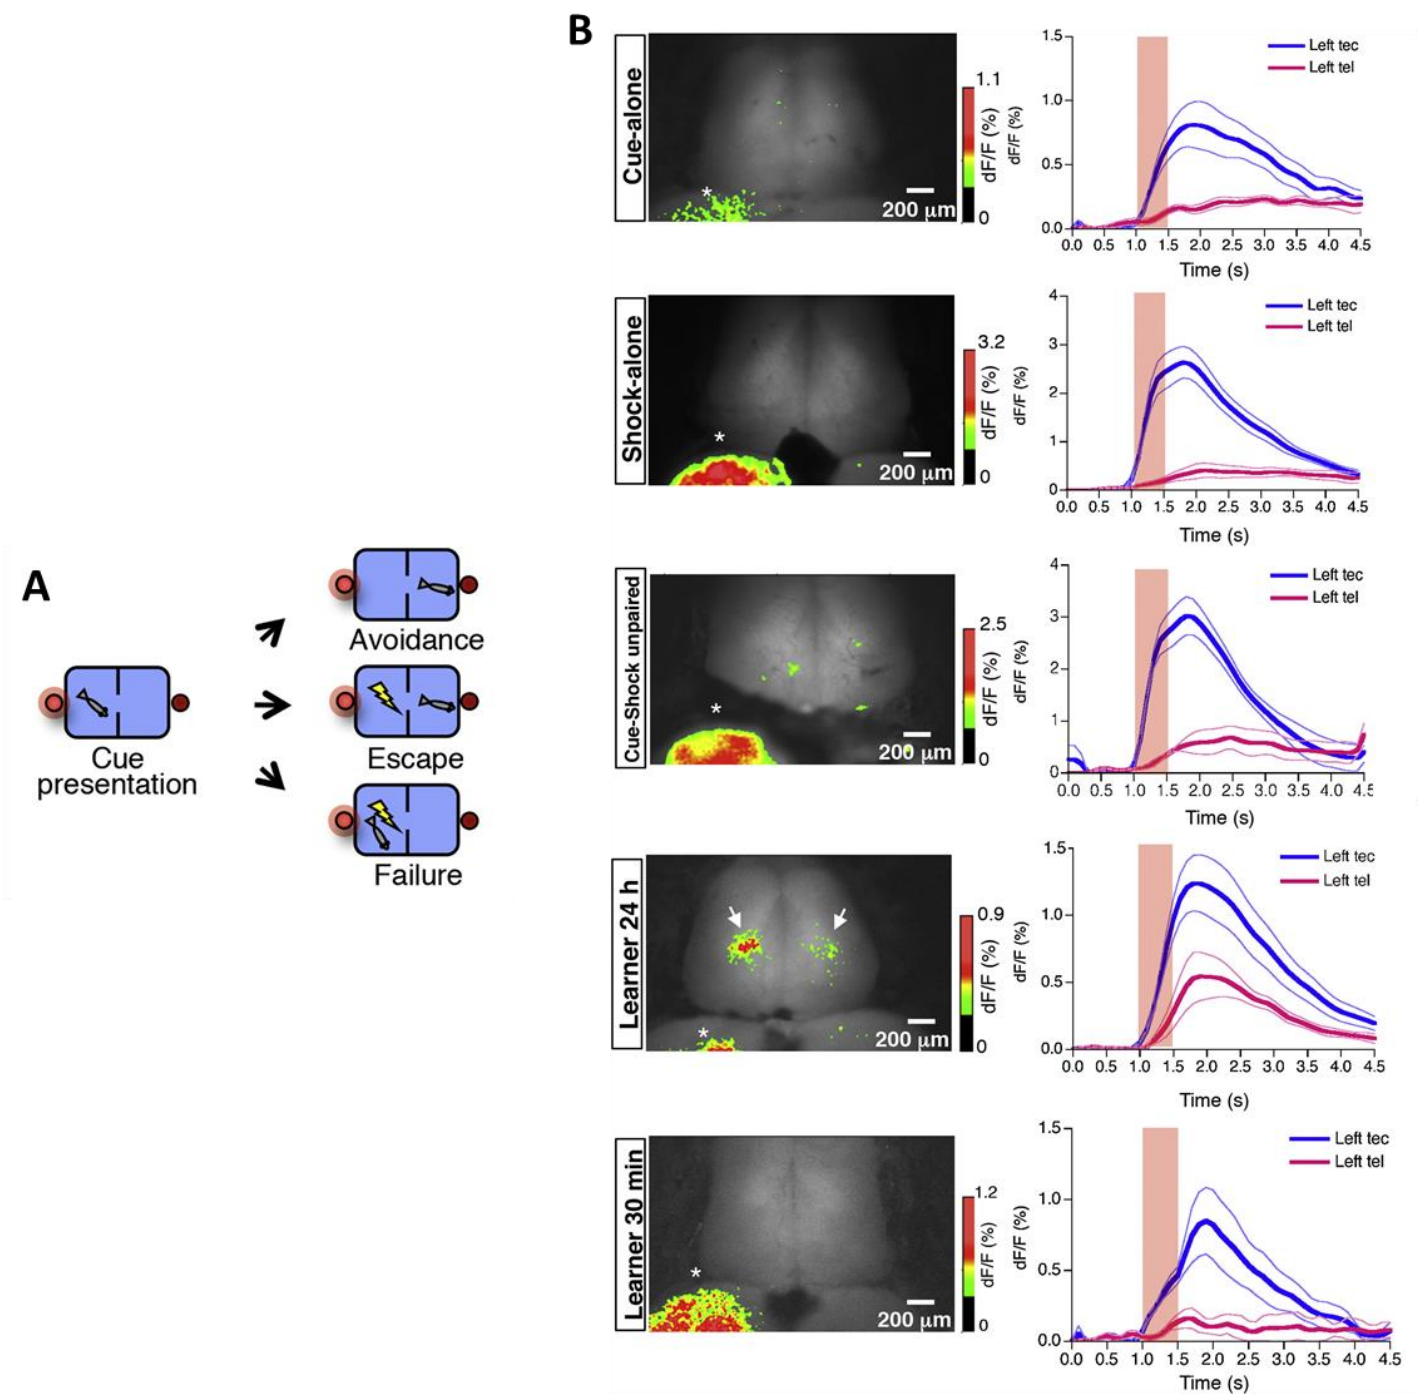 A
Cue
presentation
Avoidance
Escape
Failure
B
Cue-alone
*
200 µm
1.1
dF/F (%)
0
dF/F (%)
1.5
1.0
0.5
0.0
Left tec
Left tel
0.0 0.5 1.0 1.5 2.0 2.5 3.0 3.5 4.0 4.5
Time (s)
Shock-alone
*
200 µm
3.2
dF/F (%)
0
dF/F (%)
4
3
2
1
0
Left tec
Left tel
0.0 0.5 1.0 1.5 2.0 2.5 3.0 3.5 4.0 4.5
Time (s)
Cue-Shock unpaired
*
200 µm
2.5
dF/F (%)
0
dF/F (%)
4
3
2
1
0
Left tec
Left tel
0.0 0.5 1.0 1.5 2.0 2.5 3.0 3.5 4.0 4.5
Time (s)
Learner 24 h
*
200 µm
0.9
dF/F (%)
0
dF/F (%)
1.5
1.0
0.5
0.0
Left tec
Left tel
0.0 0.5 1.0 1.5 2.0 2.5 3.0 3.5 4.0 4.5
Time (s)
Learner 30 min
*
200 µm
1.2
dF/F (%)
0
dF/F (%)
1.5
1.0
0.5
0.0
Left tec
Left tel
0.0 0.5 1.0 1.5 2.0 2.5 3.0 3.5 4.0 4.5
Time (s)